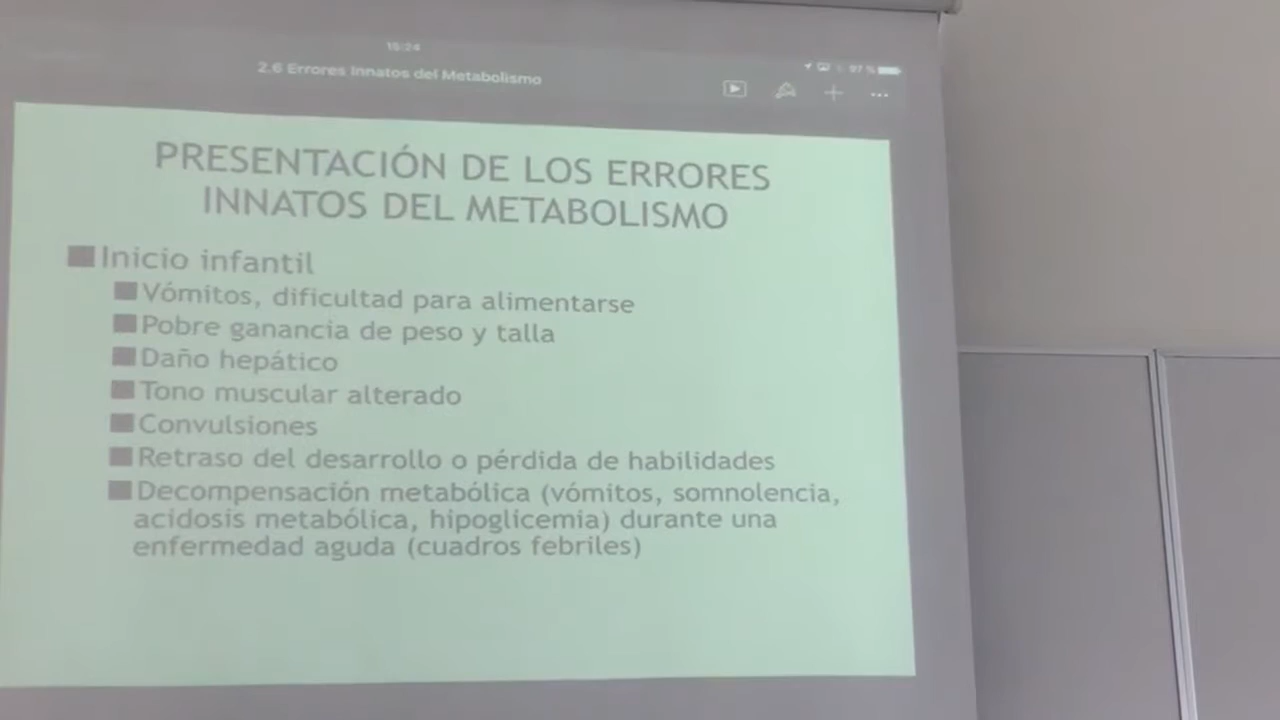 15:24
97 %
2.6 Errores Innatos del Metabolismo
PRESENTACIÓN DE LOS ERRORES
INNATOS DEL METABOLISMO
Inicio infantil
Vómitos, dificultad para alimentarse
Pobre ganancia de peso y talla
Daño hepático
Tono muscular alterado
Convulsiones
Retraso del desarrollo o pérdida de habilidades
Decompensación metabólica (vómitos, somnolencia,
acidosis metabólica, hipoglicemia) durante una
enfermedad aguda (cuadros febriles)